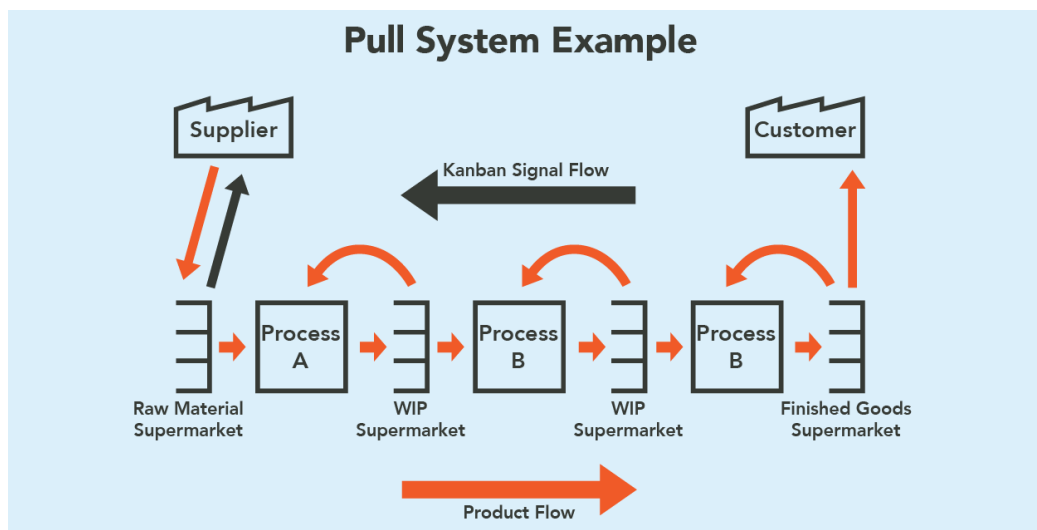 Pull System Example
Supplier
Customer
Kanban Signal Flow
Process
A
Process
B
Process
B
Raw Material
Supermarket
WIP
Supermarket
WIP
Supermarket
Finished Goods
Supermarket
Product Flow